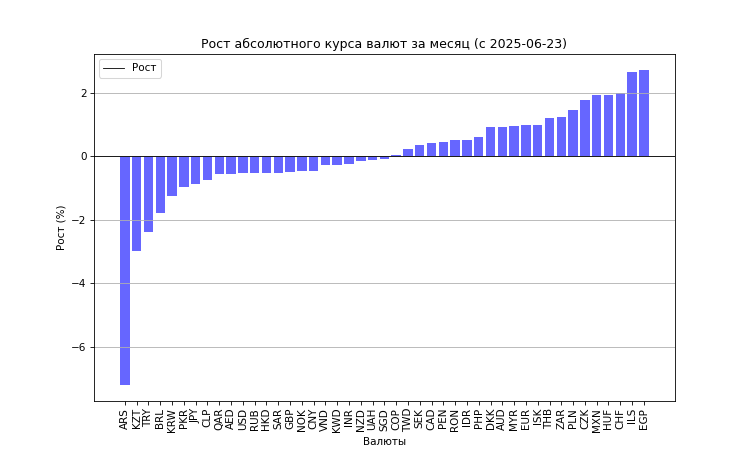 Рост абсолютного курса валют за месяц (с 2025-06-23)
Рост
2
0
−2
−4
−6
Рост (%)
ARS KZT TRY BRL KRW PKR JPY CLP QAR AED USD RUB HKD SAR GBP NOK CNY VND KWD INR NZD UAH SGD COP TWD SEK CAD PEN RON IDR PHP DKK AUD MYR EUR ISK THB ZAR PLN CZK MXN HUF CHF ILS EGP
Валюты